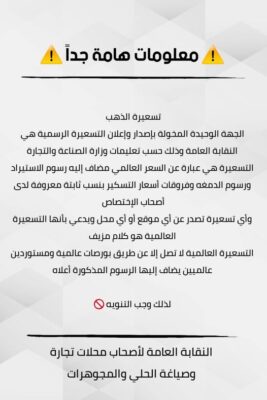 ⚠️ معلومات هامة جداً ⚠️
تسعيرة الذهب
الجهة الوحيدة المخولة بإصدار وإعلان التسعيرة الرسمية هي
النقابة العامة وذلك حسب تعليمات وزارة الصناعة والتجارة
التسعيرة هي عبارة عن السعر العالمي مضاف إليه رسوم الاستيراد
ورسوم الدمغه وفروقات أسعار التسكير بنسب ثابتة معروفة لدى
أصحاب الإختصاص
وأي تسعيرة تصدر عن أي موقع أو أي محل ويدعي بأنها التسعيرة
العالمية هو كلام مزيف
التسعيرة العالمية لا تصل إلا عن طريق بورصات عالمية ومستوردين
عالميين يضاف إليها الرسوم المذكورة أعلاه
لذلك وجب التنويه 🚫
النقابة العامة لأصحاب محلات تجارة
وصياغة الحلي والمجوهرات